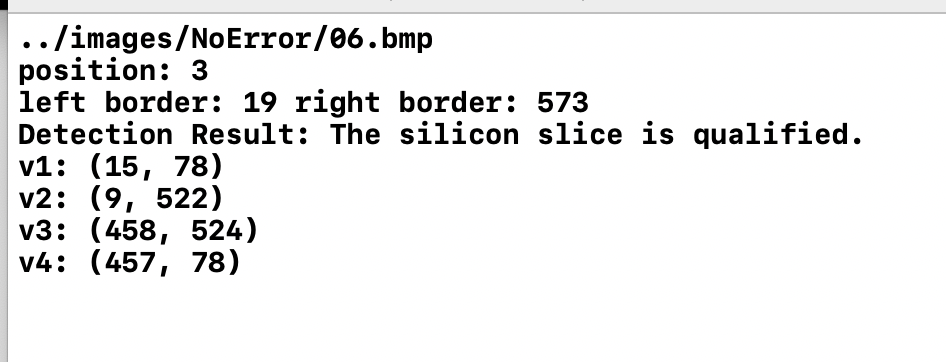 ../images/NoError/06.bmp
position: 3
left border: 19 right border: 573
Detection Result: The silicon slice is qualified.
v1: (15, 78)
v2: (9, 522)
v3: (458, 524)
v4: (457, 78)